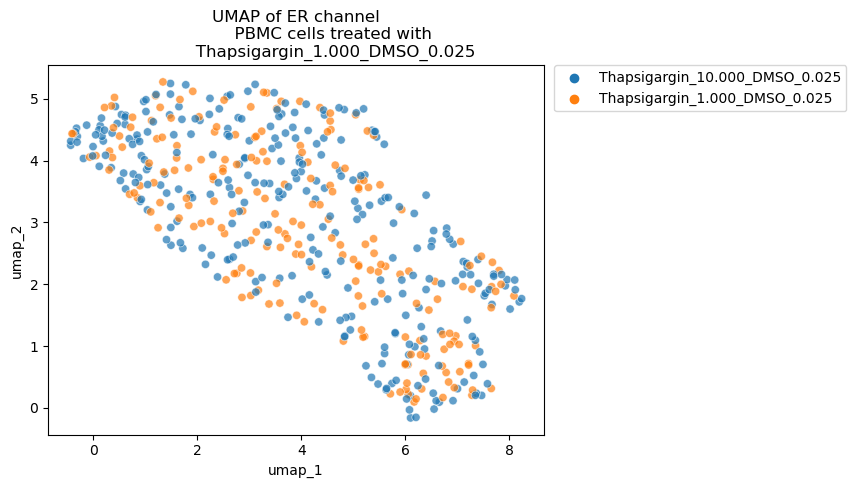 UMAP of ER channel
PBMC cells treated with
Thapsigargin_1.000_DMSO_0.025
Thapsigargin_10.000_DMSO_0.025
Thapsigargin_1.000_DMSO_0.025
umap_2
5
4
3
2
1
0
0 2 4 6 8
umap_1